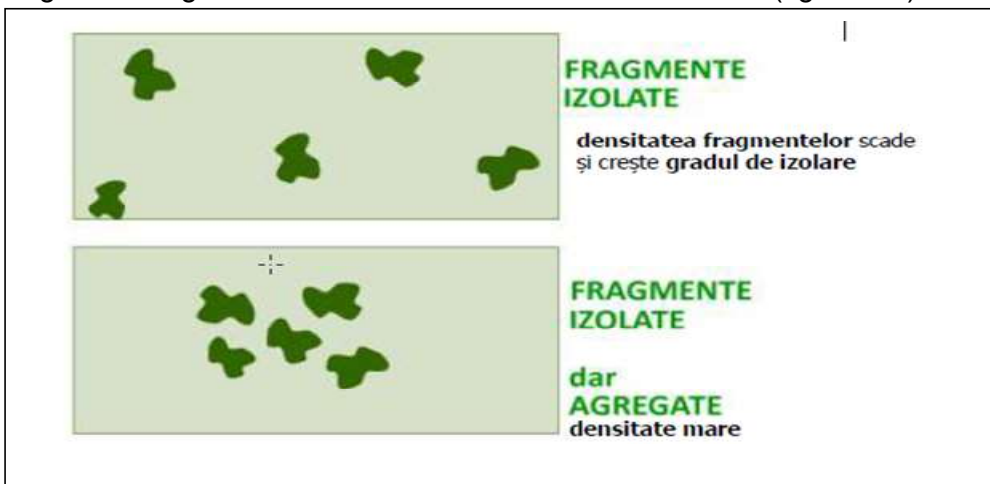 FRAGMENTE
IZOLATE
densitatea fragmentelor scade
și crește gradul de izolare
FRAGMENTE
IZOLATE
dar
AGREGATE
densitate mare